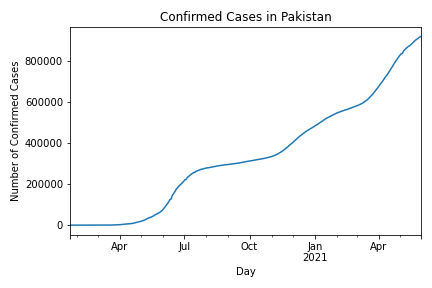 Confirmed Cases in Pakistan
Number of Confirmed Cases
800000
600000
400000
200000
0
Apr
Jul
Oct
Jan
2021
Apr
Day